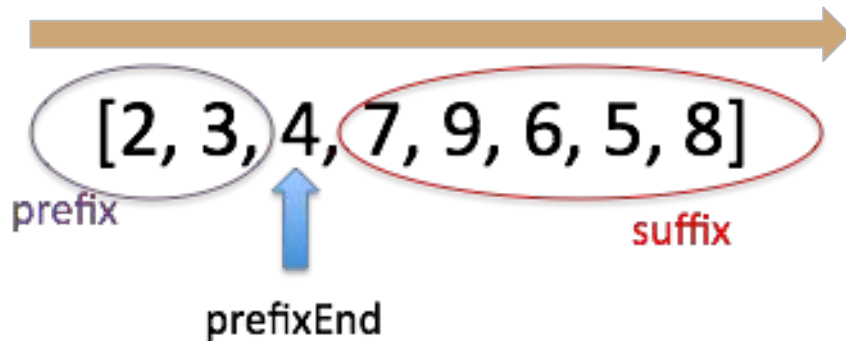 [2, 3, 4, 7, 9, 6, 5, 8]
prefix
suffix
prefixEnd